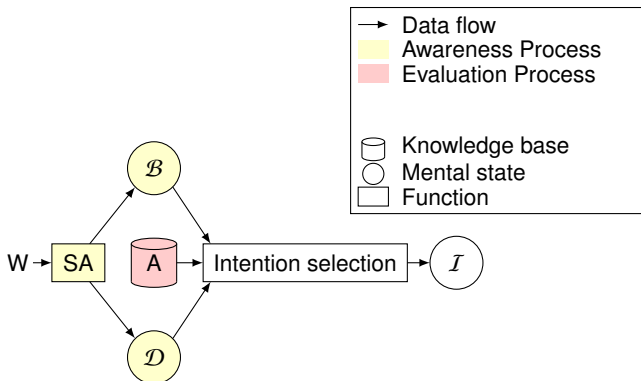 Data flow
Awareness Process
Evaluation Process
Knowledge base
Mental state
Function
ℬ
W
SA
A
Intention selection
ℐ
𝒟